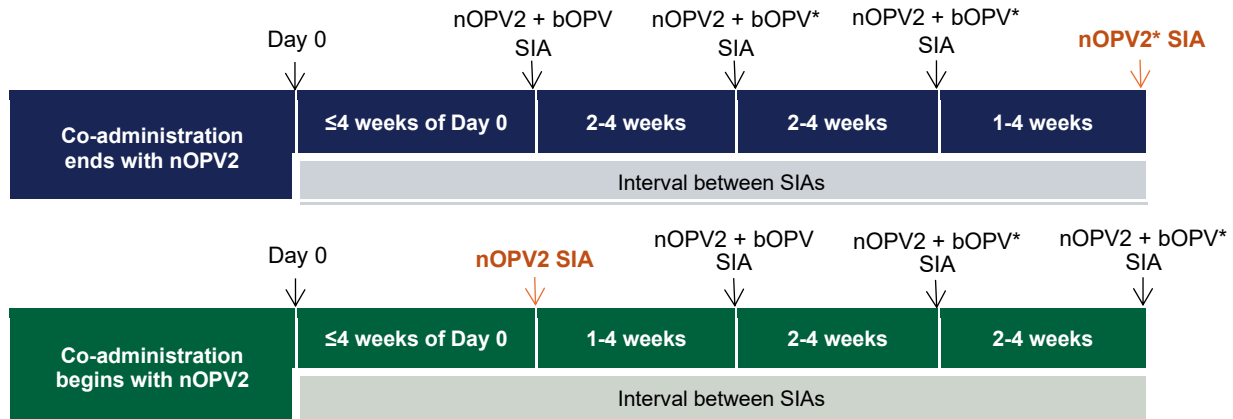 nOPV2 + bOPV
SIA
nOPV2 + bOPV*
SIA
nOPV2 + bOPV*
SIA
Day 0
nOPV2* SIA
Co-administration
ends with nOPV2
≤4 weeks of Day 0
2-4 weeks
2-4 weeks
1-4 weeks
Interval between SIAs
Day 0
nOPV2 SIA
nOPV2 + bOPV
SIA
nOPV2 + bOPV*
SIA
nOPV2 + bOPV*
SIA
Co-administration
begins with nOPV2
≤4 weeks of Day 0
1-4 weeks
2-4 weeks
2-4 weeks
Interval between SIAs